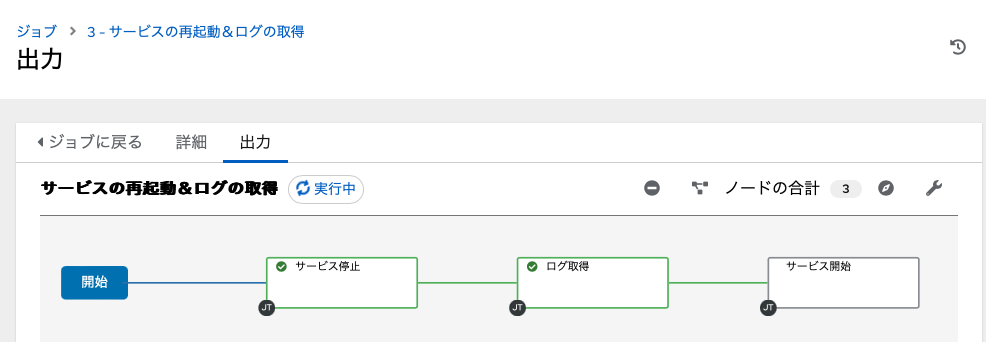 ジョブ > 3 - サービスの再起動＆ログの取得
出力
ジョブに戻る 詳細 出力
サービスの再起動＆ログの取得 実行中 ノードの合計 3
開始 サービス停止 ログ取得 サービス開始
JT JT JT